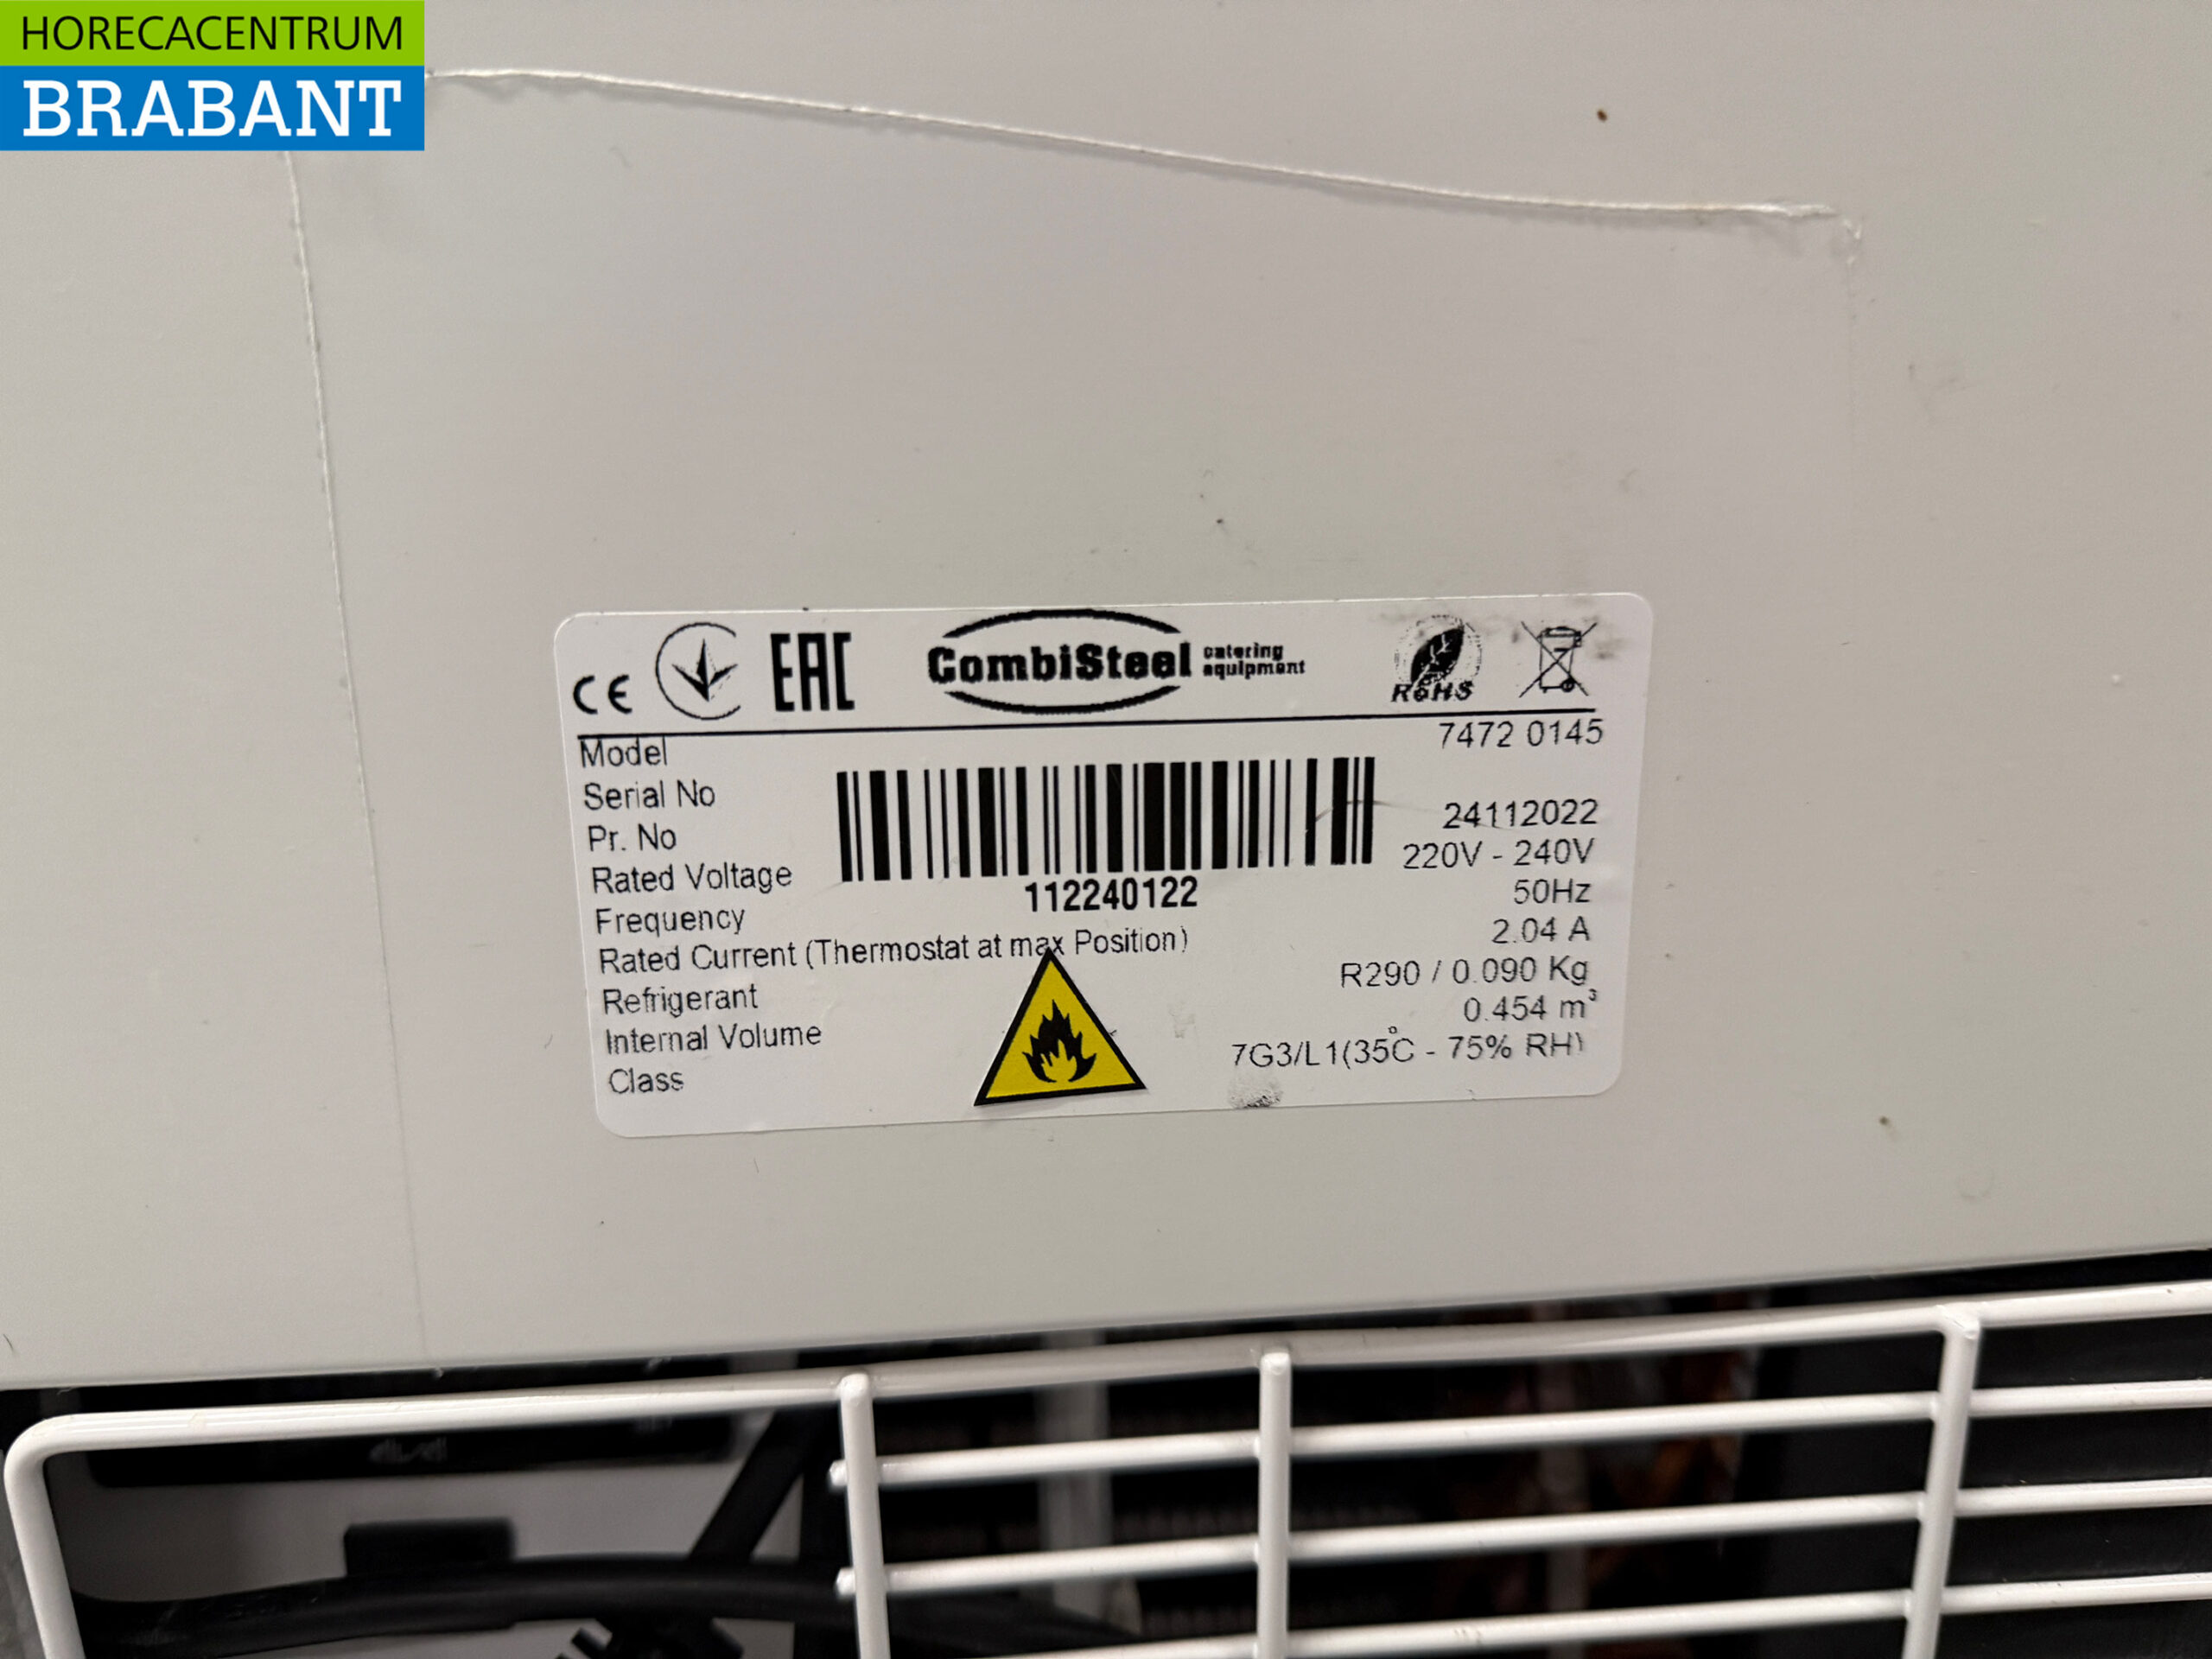 HORECACENTRUM
BRABANT
CE EAC CombiSteel catering equipment RoHS
Model 7472 0145
Serial No
Pr. No 24112022
Rated Voltage 220V - 240V
112240122
Frequency 50Hz
Rated Current (Thermostat at max Position) 2.04 A
Refrigerant R290 / 0.090 Kg
Internal Volume 0.454 m³
Class 7G3/L1(35°C - 75% RH)